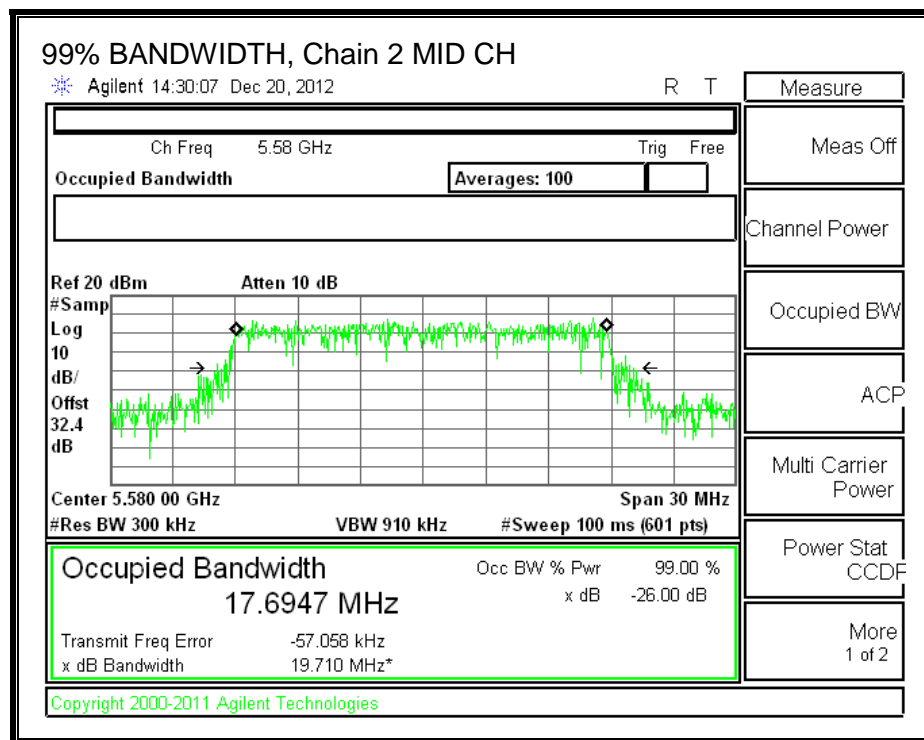 99% BANDWIDTH, Chain 2 MID CH
Agilent 14:30:07 Dec 20, 2012 R T
Measure
Ch Freq 5.58 GHz Trig Free
Meas Off
Occupied Bandwidth Averages: 100
Channel Power
Ref 20 dBm Atten 10 dB
#Samp
Log
10
dB/
Offst
32.4
dB
Occupied BW
ACP
Center 5.580 00 GHz Span 30 MHz
#Res BW 300 kHz VBW 910 kHz #Sweep 100 ms (601 pts)
Multi Carrier
Power
Occupied Bandwidth Occ BW % Pwr 99.00 %
17.6947 MHz x dB -26.00 dB
Power Stat
CCDF
Transmit Freq Error -57.058 kHz
x dB Bandwidth 19.710 MHz*
More
1 of 2
Copyright 2000-2011 Agilent Technologies